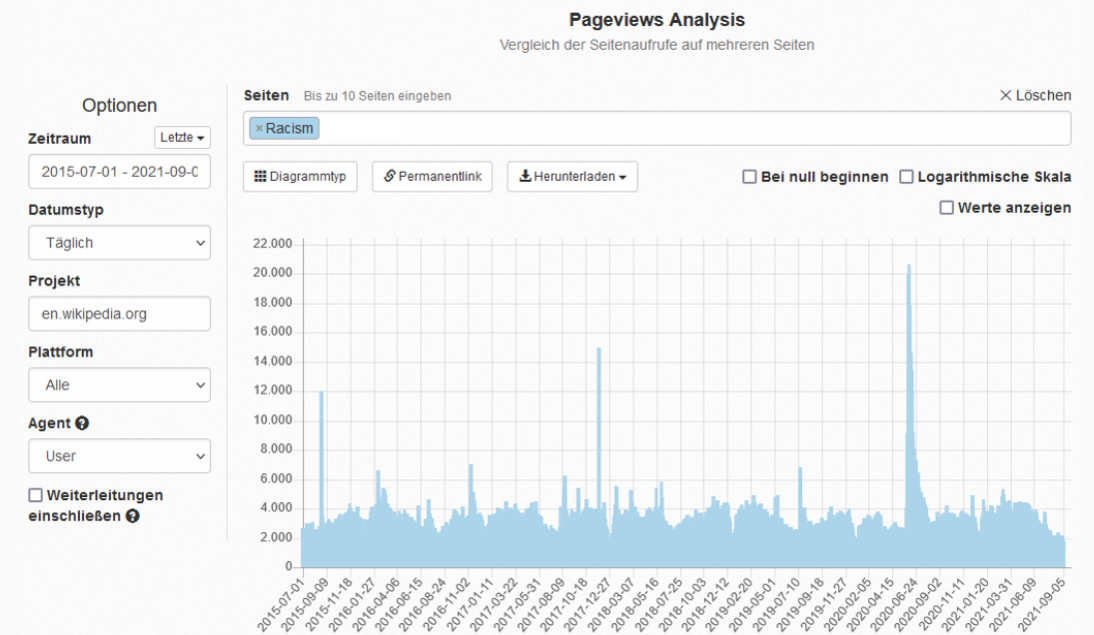 Pageviews Analysis
Vergleich der Seitenaufrufe auf mehreren Seiten
Optionen
Zeitraum
Letzte
2015-07-01 - 2021-09-0
Datumstyp
Täglich
Projekt
en.wikipedia.org
Plattform
Alle
Agent
User
Weiterleitungen
einschließen
Seiten Bis zu 10 Seiten eingeben
× Löschen
× Racism
Diagrammtyp
Permanentlink
Herunterladen
Bei null beginnen
Logarithmische Skala
Werte anzeigen
22.000
20.000
18.000
16.000
14.000
12.000
10.000
8.000
6.000
4.000
2.000
0
2015-07-01
2015-09-09
2015-11-18
2016-01-27
2016-04-06
2016-06-15
2016-08-24
2016-11-02
2017-01-11
2017-03-22
2017-05-31
2017-08-09
2017-10-18
2017-12-27
2018-03-07
2018-05-16
2018-07-25
2018-10-03
2018-12-12
2019-02-20
2019-05-01
2019-07-10
2019-09-18
2019-11-27
2020-02-05
2020-04-15
2020-06-24
2020-09-02
2020-11-11
2021-01-20
2021-03-31
2021-06-09
2021-09-05